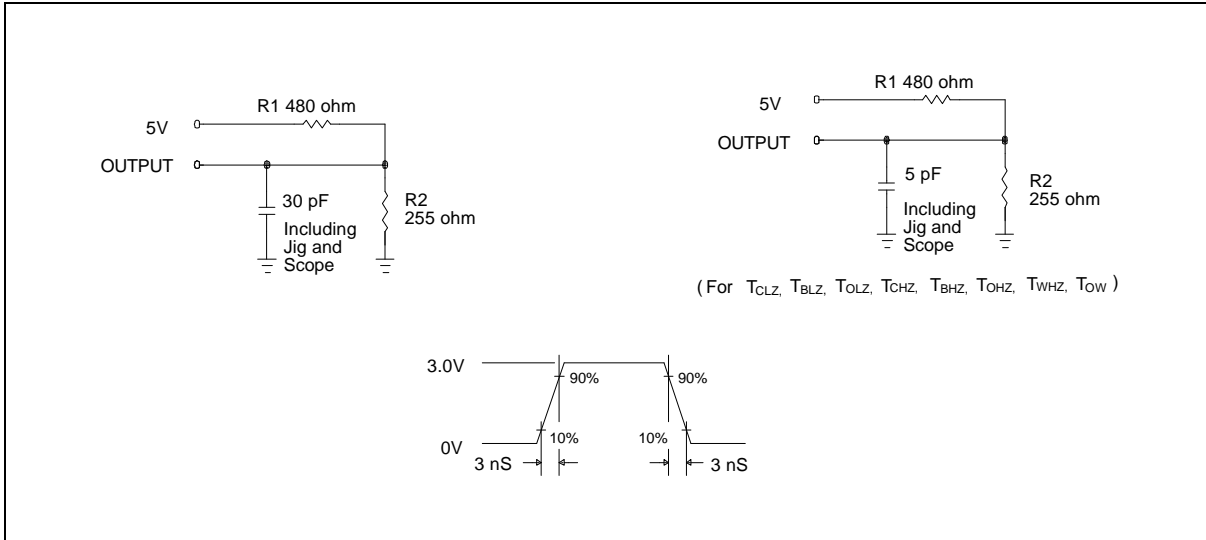 R1 480 ohm
5V
OUTPUT
30 pF
Including
Jig and
Scope
R2
255 ohm
R1 480 ohm
5V
OUTPUT
5 pF
Including
Jig and
Scope
R2
255 ohm
(For TCLZ, TBLZ, TOLZ, TCHZ, TBHZ, TOHZ, TWHZ, TOW)
3.0V
90%
90%
0V
10%
10%
3 nS
3 nS